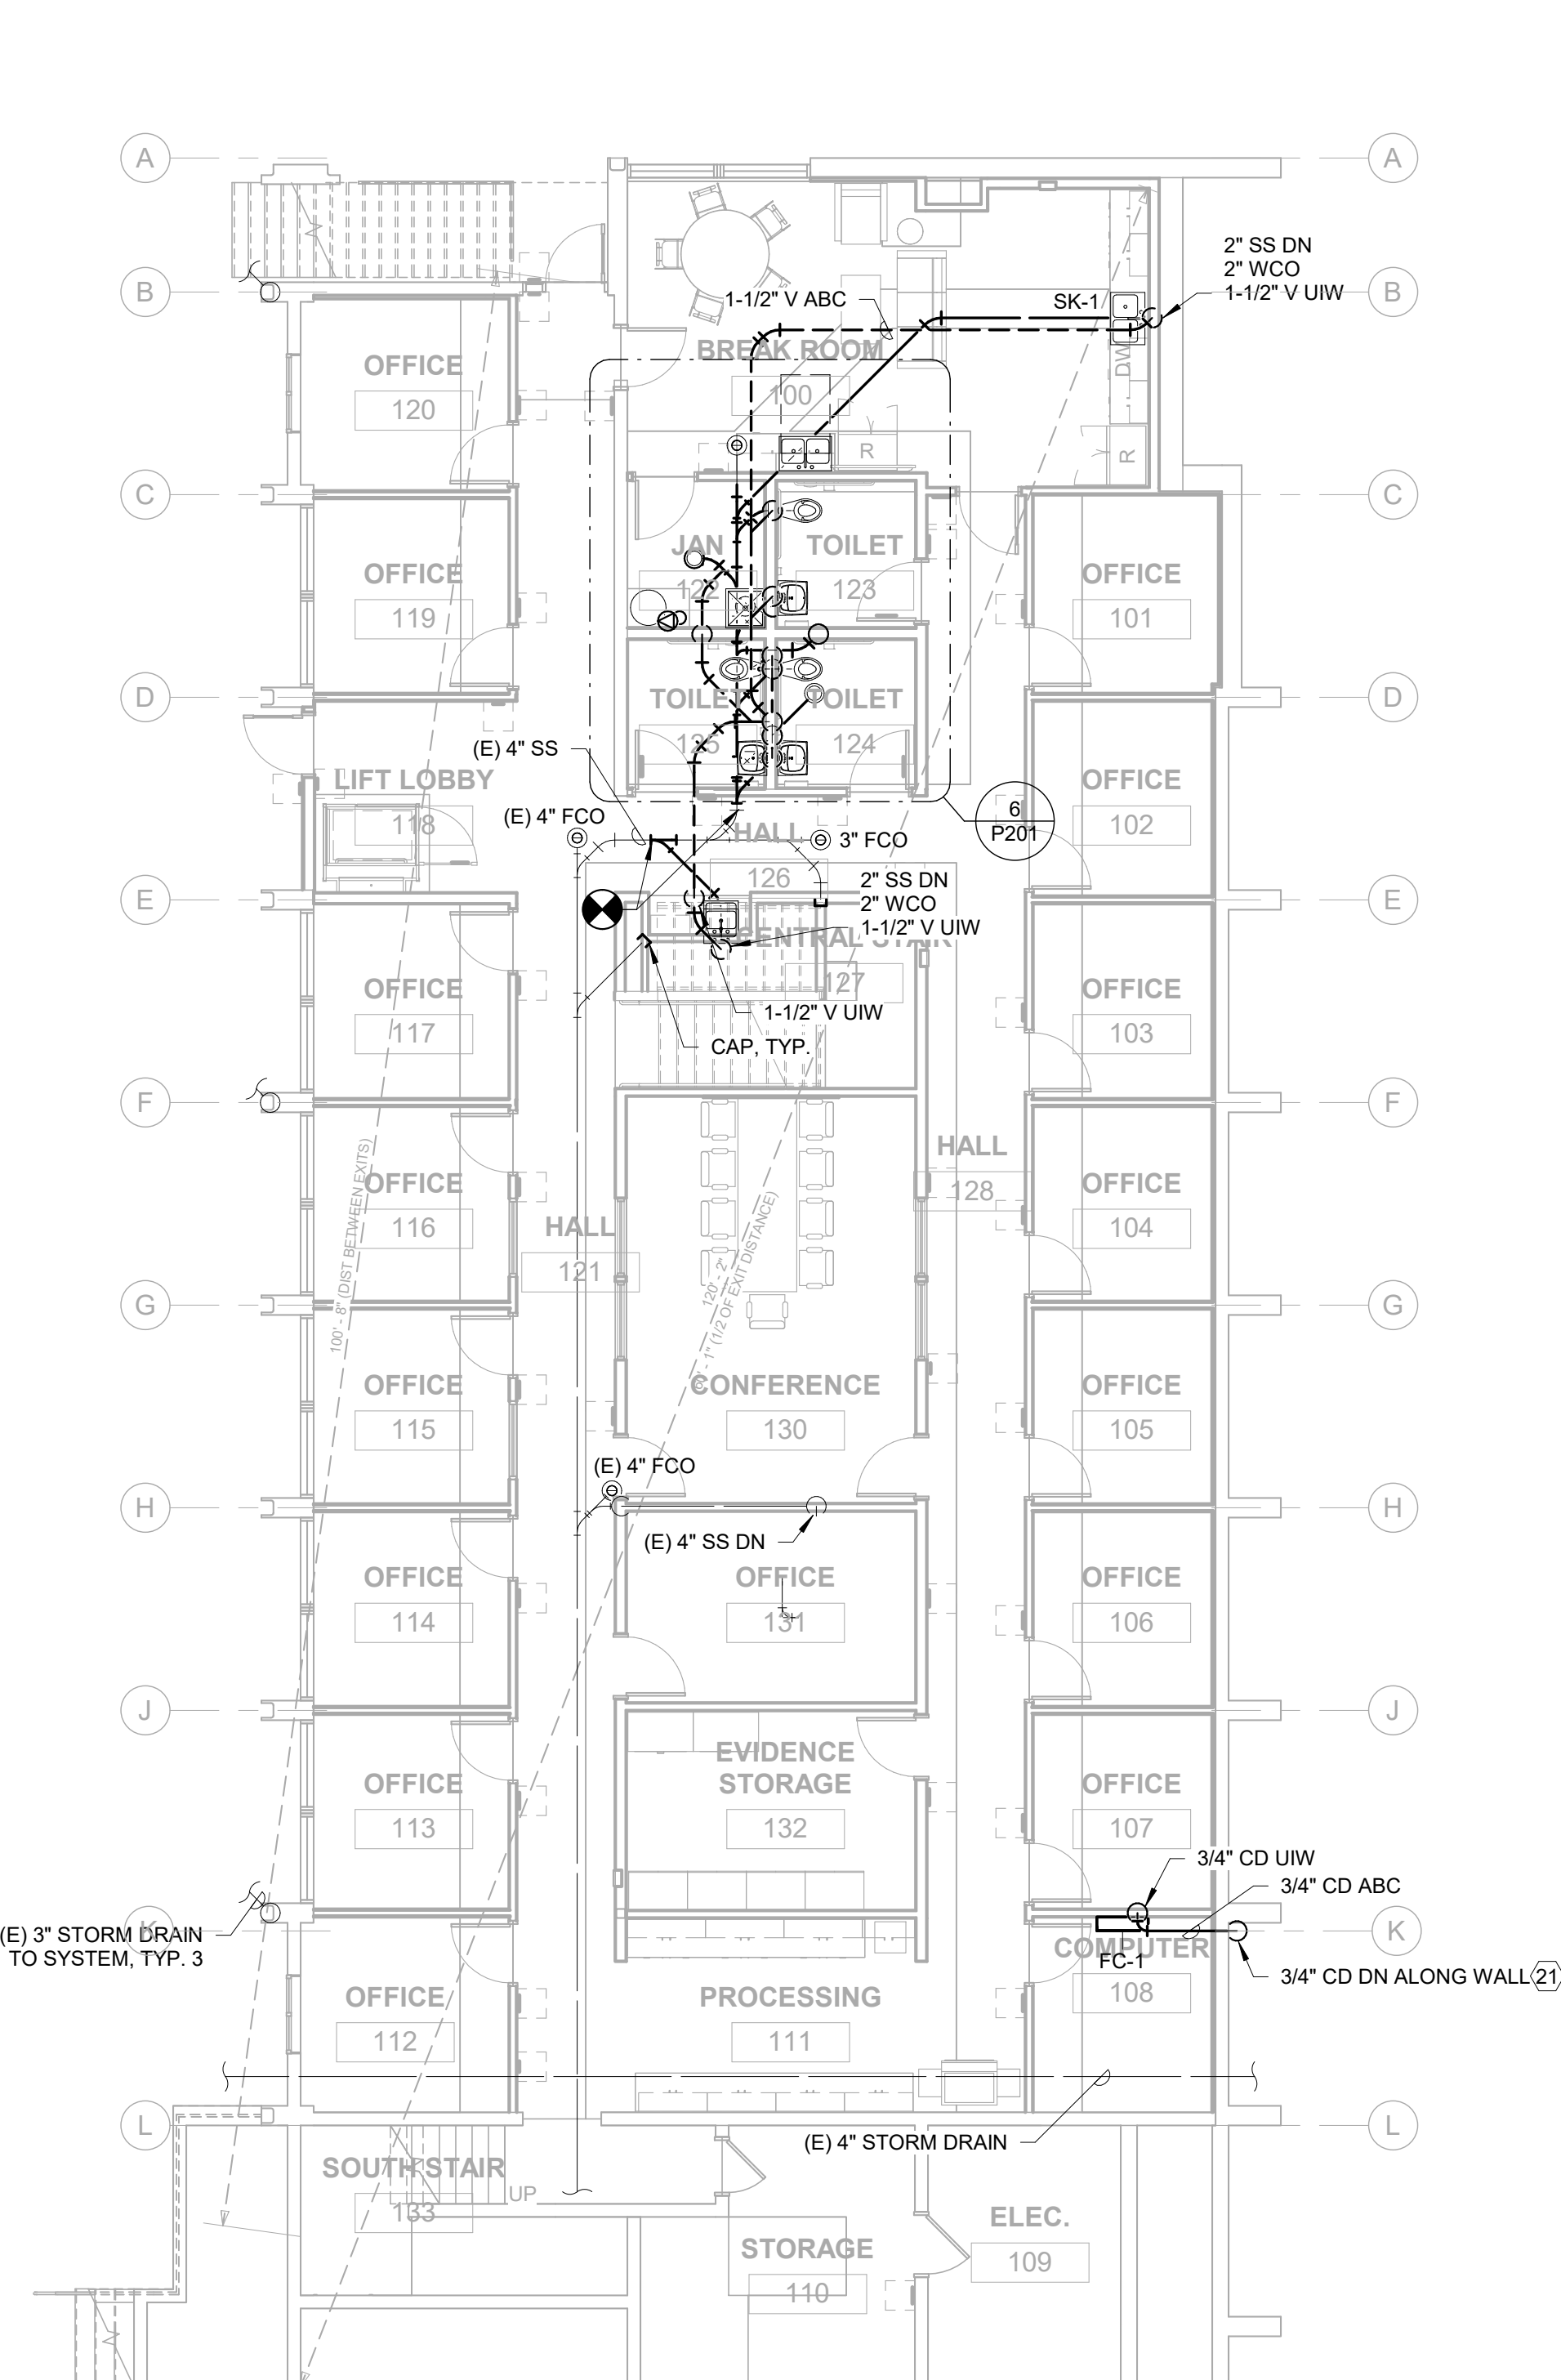 A
A
2" SS DN
2" WCO
1-1/2" V UIW
B
B
1-1/2" V ABC
SK-1
BREAK ROOM
100
DW
OFFICE
120
R
R
C
C
JAN
122
TOILET
123
OFFICE
119
OFFICE
101
D
D
TOILET
125
TOILET
124
(E) 4" SS
LIFT LOBBY
118
OFFICE
102
6
P201
(E) 4" FCO
HALL
126
3" FCO
E
E
2" SS DN
2" WCO
1-1/2" V UIW
CENTRAL STAIR
127
OFFICE
117
OFFICE
103
1-1/2" V UIW
CAP, TYP.
F
F
HALL
128
OFFICE
116
OFFICE
104
100' - 8" (DIST BETWEEN EXITS)
HALL
121
120' - 2"
60' - 1" (1/2 OF EXIT DISTANCE)
G
G
OFFICE
115
CONFERENCE
130
OFFICE
105
(E) 4" FCO
H
H
(E) 4" SS DN
OFFICE
114
OFFICE
131
OFFICE
106
J
J
EVIDENCE
STORAGE
132
OFFICE
113
OFFICE
107
3/4" CD UIW
3/4" CD ABC
K
K
(E) 3" STORM DRAIN
TO SYSTEM, TYP. 3
COMPUTER
108
FC-1
3/4" CD DN ALONG WALL
21
OFFICE
112
PROCESSING
111
L
L
(E) 4" STORM DRAIN
SOUTH STAIR
133
UP
STORAGE
110
ELEC.
109